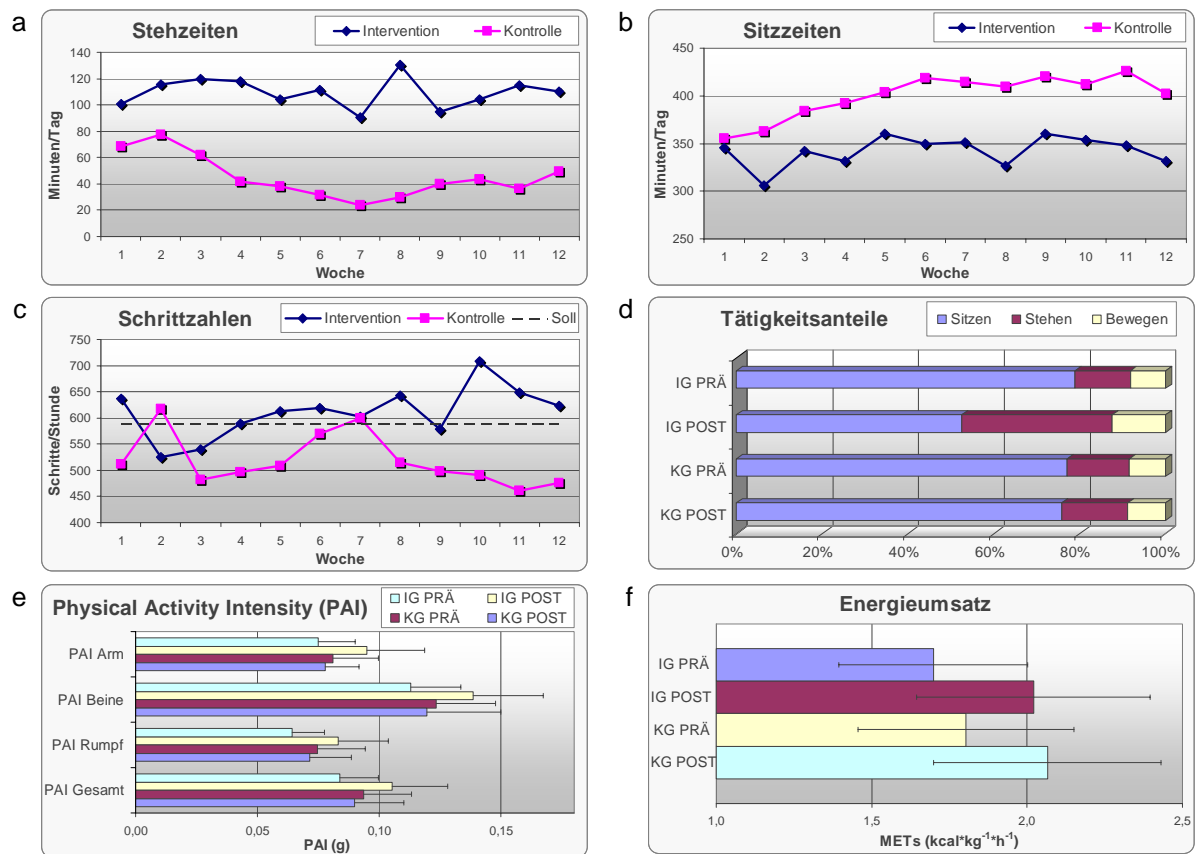 a
Stehzeiten
Intervention Kontrolle
Minuten/Tag
140
120
100
80
60
40
20
0
1 2 3 4 5 6 7 8 9 10 11 12
Woche
b
Sitzzeiten
Intervention Kontrolle
Minuten/Tag
450
400
350
300
250
1 2 3 4 5 6 7 8 9 10 11 12
Woche
c
Schrittzahlen
Intervention Kontrolle Soll
Schritte/Stunde
750
700
650
600
550
500
450
400
1 2 3 4 5 6 7 8 9 10 11 12
Woche
d
Tätigkeitsanteile
Sitzen Stehen Bewegen
IG PRÄ
IG POST
KG PRÄ
KG POST
0% 20% 40% 60% 80% 100%
e
Physical Activity Intensity (PAI)
IG PRÄ IG POST
KG PRÄ KG POST
PAI Arm
PAI Beine
PAI Rumpf
PAI Gesamt
0,00 0,05 0,10 0,15
PAI (g)
f
Energieumsatz
IG PRÄ
IG POST
KG PRÄ
KG POST
1,0 1,5 2,0 2,5
METs (kcal*kg⁻¹*h⁻¹)